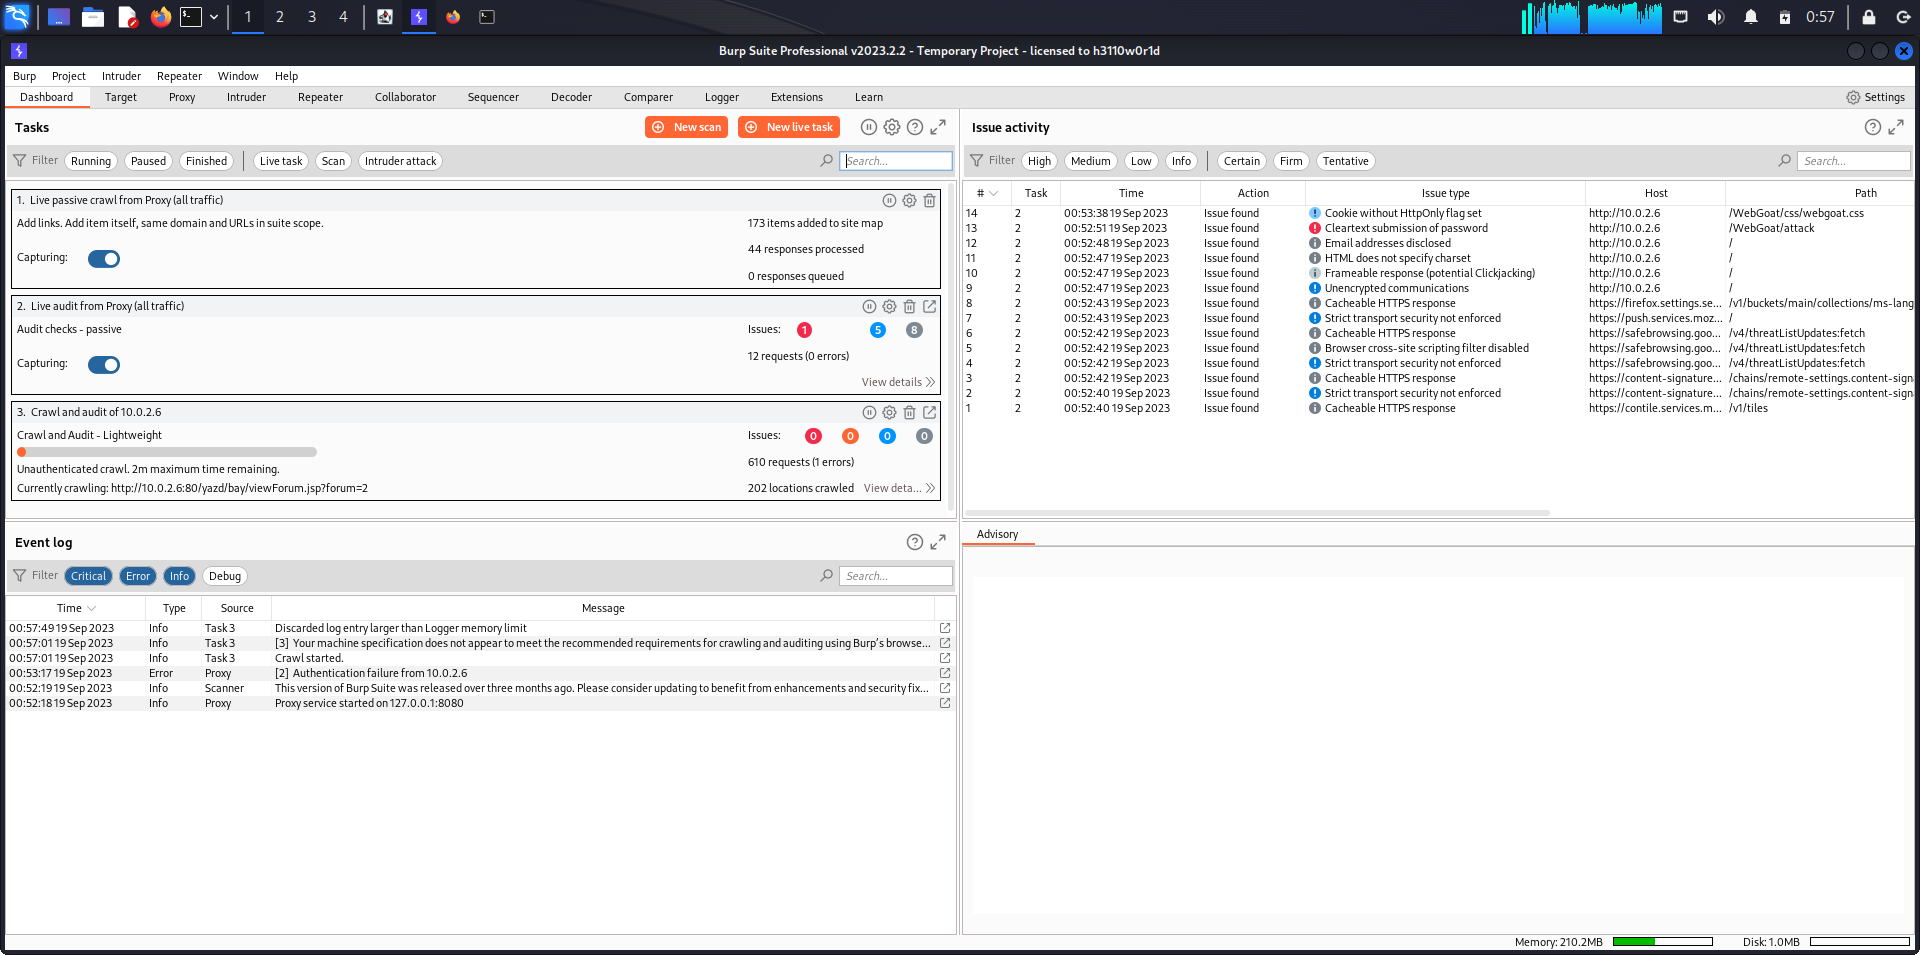 1 2 3 4 0:57
Burp Suite Professional v2023.2.2 - Temporary Project - licensed to h3110w0r1d
Burp Project Intruder Repeater Window Help
Dashboard Target Proxy Intruder Repeater Collaborator Sequencer Decoder Comparer Logger Extensions Learn Settings
Tasks New scan New live task
Filter Running Paused Finished Live task Scan Intruder attack Search...
1. Live passive crawl from Proxy (all traffic)
Add links. Add item itself, same domain and URLs in suite scope. 173 items added to site map
44 responses processed
Capturing:
0 responses queued
2. Live audit from Proxy (all traffic)
Audit checks - passive Issues: 1 5 8
12 requests (0 errors)
Capturing:
View details
3. Crawl and audit of 10.0.2.6
Crawl and Audit - Lightweight Issues: 0 0 0 0
610 requests (1 errors)
Unauthenticated crawl. 2m maximum time remaining.
Currently crawling: http://10.0.2.6:80/yazd/bay/viewForum.jsp?forum=2 202 locations crawled View deta...
Issue activity
Filter High Medium Low Info Certain Firm Tentative Search...
# Task Time Action Issue type Host Path
14 2 00:53:38 19 Sep 2023 Issue found Cookie without HttpOnly flag set http://10.0.2.6 /WebGoat/css/webgoat.css
13 2 00:52:51 19 Sep 2023 Issue found Cleartext submission of password http://10.0.2.6 /WebGoat/attack
12 2 00:52:48 19 Sep 2023 Issue found Email addresses disclosed http://10.0.2.6 /
11 2 00:52:47 19 Sep 2023 Issue found HTML does not specify charset http://10.0.2.6 /
10 2 00:52:47 19 Sep 2023 Issue found Frameable response (potential Clickjacking) http://10.0.2.6 /
9 2 00:52:47 19 Sep 2023 Issue found Unencrypted communications http://10.0.2.6 /
8 2 00:52:43 19 Sep 2023 Issue found Cacheable HTTPS response https://firefox.settings.se... /v1/buckets/main/collections/ms-lang
7 2 00:52:43 19 Sep 2023 Issue found Strict transport security not enforced https://push.services.moz... /
6 2 00:52:42 19 Sep 2023 Issue found Cacheable HTTPS response https://safebrowsing.goo... /v4/threatListUpdates:fetch
5 2 00:52:42 19 Sep 2023 Issue found Browser cross-site scripting filter disabled https://safebrowsing.goo... /v4/threatListUpdates:fetch
4 2 00:52:42 19 Sep 2023 Issue found Strict transport security not enforced https://safebrowsing.goo... /v4/threatListUpdates:fetch
3 2 00:52:42 19 Sep 2023 Issue found Cacheable HTTPS response https://content-signature... /chains/remote-settings.content-sign
2 2 00:52:40 19 Sep 2023 Issue found Strict transport security not enforced https://content-signature... /chains/remote-settings.content-sign
1 2 00:52:40 19 Sep 2023 Issue found Cacheable HTTPS response https://contile.services.m... /v1/tiles
Event log
Filter Critical Error Info Debug Search...
Time Type Source Message
00:57:49 19 Sep 2023 Info Task 3 Discarded log entry larger than Logger memory limit
00:57:01 19 Sep 2023 Info Task 3 [3] Your machine specification does not appear to meet the recommended requirements for crawling and auditing using Burp's browse...
00:57:01 19 Sep 2023 Info Task 3 Crawl started.
00:53:17 19 Sep 2023 Error Proxy [2] Authentication failure from 10.0.2.6
00:52:19 19 Sep 2023 Info Scanner This version of Burp Suite was released over three months ago. Please consider updating to benefit from enhancements and security fix...
00:52:18 19 Sep 2023 Info Proxy Proxy service started on 127.0.0.1:8080
Advisory
Memory: 210.2MB Disk: 1.0MB